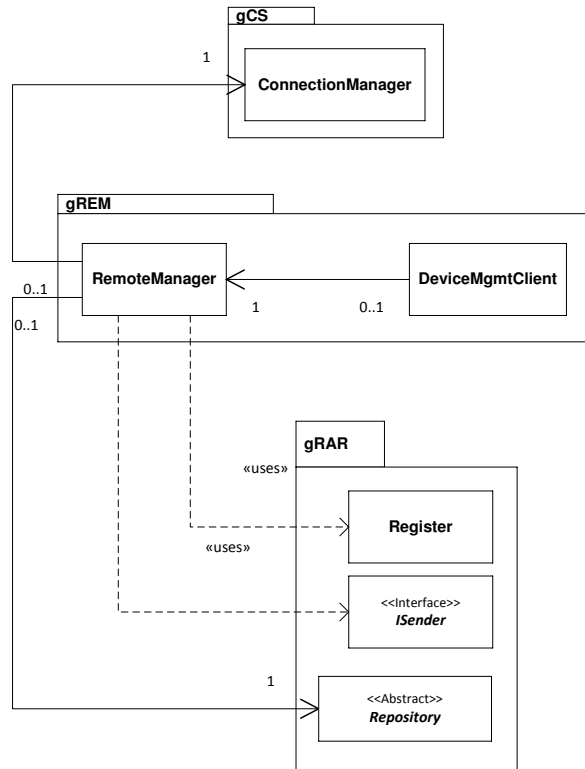 gCS
1
ConnectionManager
gREM
RemoteManager
DeviceMgmtClient
0..1
1
0..1
0..1
gRAR
«uses»
Register
«uses»
<<Interface>>
ISender
1
<<Abstract>>
Repository